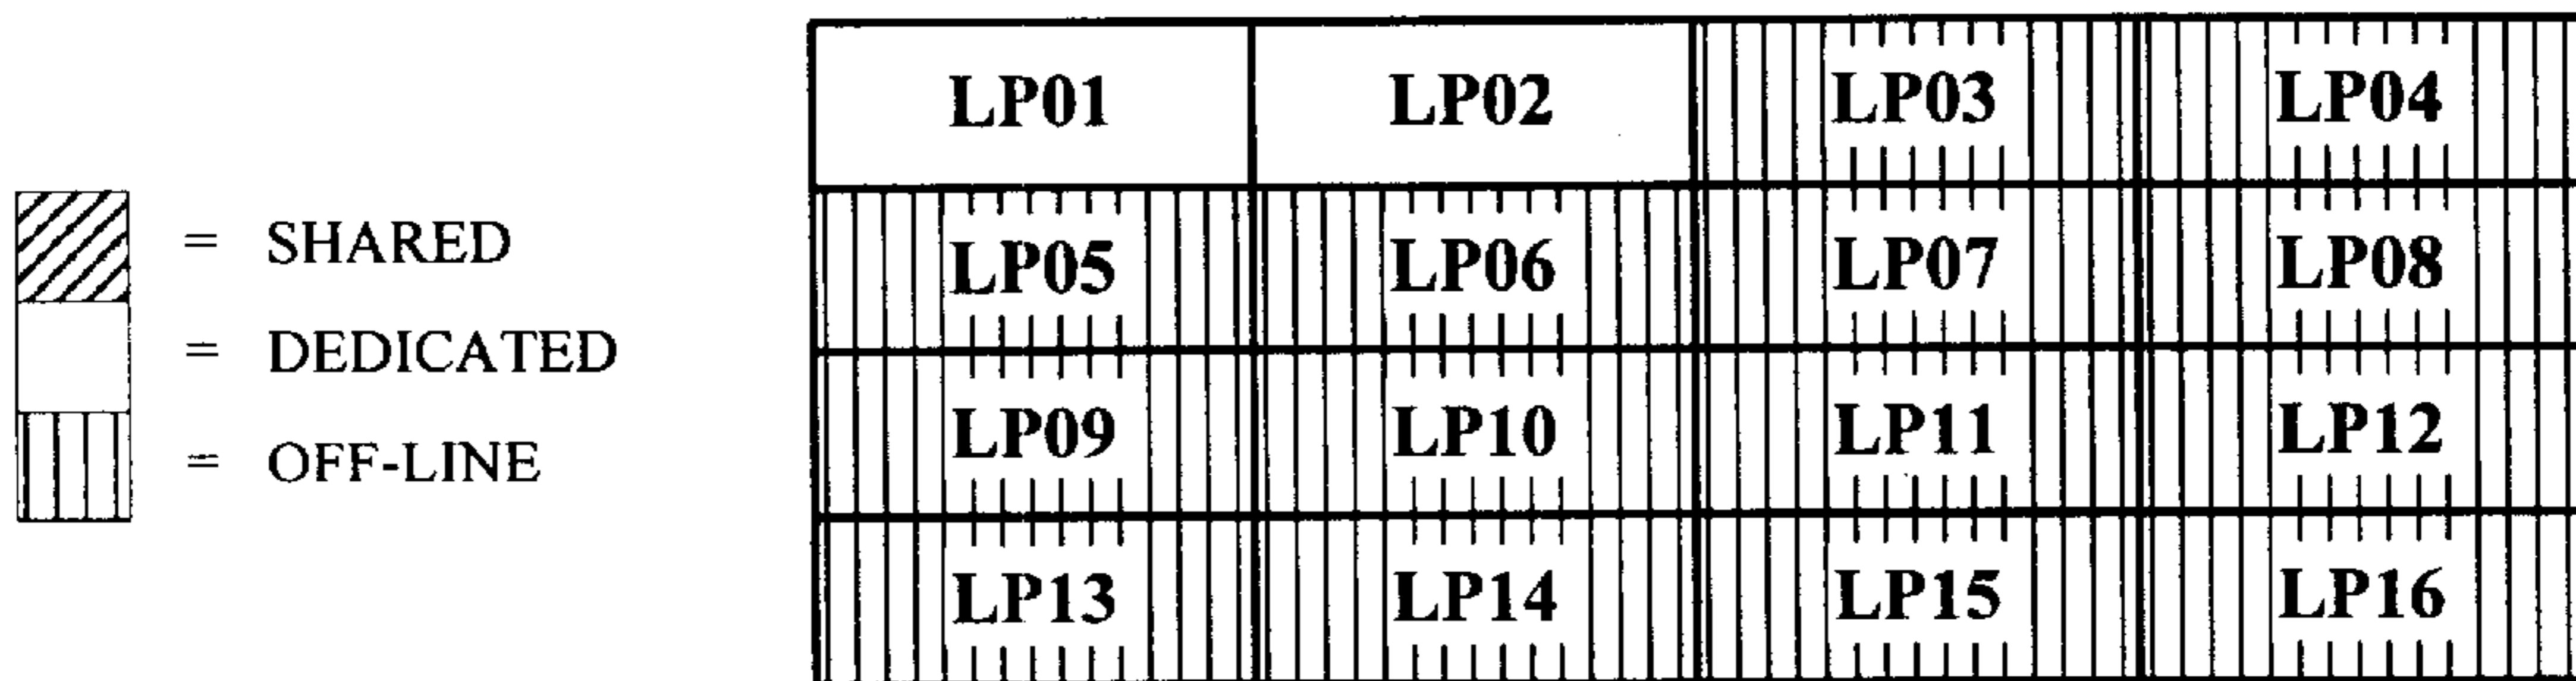 = SHARED
= DEDICATED
= OFF-LINE
LP01 LP02 LP03 LP04
LP05 LP06 LP07 LP08
LP09 LP10 LP11 LP12
LP13 LP14 LP15 LP16